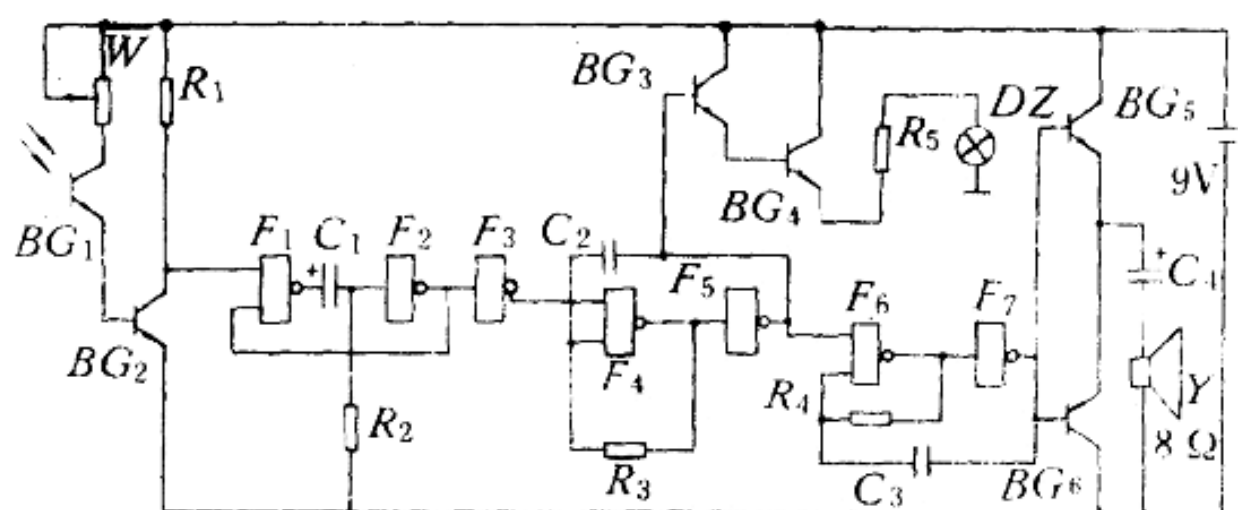 W
R₁
BG₃
DZ
BG₅
R₅
9V
BG₄
BG₁
F₁
C₁
F₂
F₃
C₂
F₅
F₆
F₇
C₄
BG₂
F₄
R₂
R₄
Y
8 Ω
R₃
C₃
BG₆